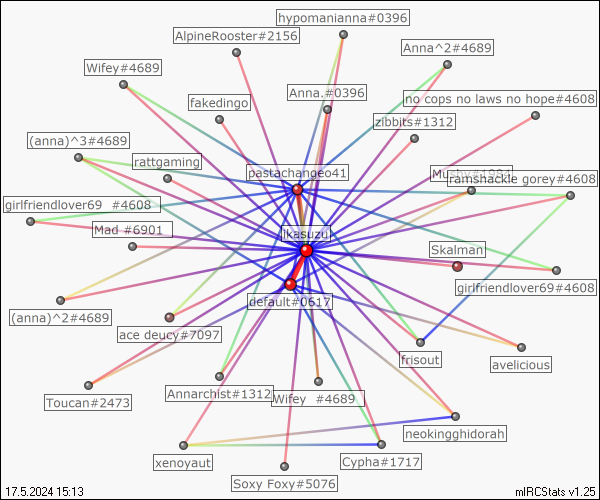 hypomanianna#0396
AlpineRooster#2156
Anna^2#4689
Wifey#4689
no cops no laws no hope#4608
Anna.#0396
fakedingo
zibbits#1312
(anna)^3#4689
rattgaming
pastachangeo41
ramshackle gorey#4608
girlfriendlover69 #4608
Mad #6901
ikasuzu
Skalman
girlfriendlover69#4608
default#0617
(anna)^2#4689
ace deucy#7097
frisout
avelicious
Annarchist#1312
Wifey #4689
Toucan#2473
neokingghidorah
xenoyaut
Cypha#1717
Soxy Foxy#5076
17.5.2024 15:13
mIRCStats v1.25